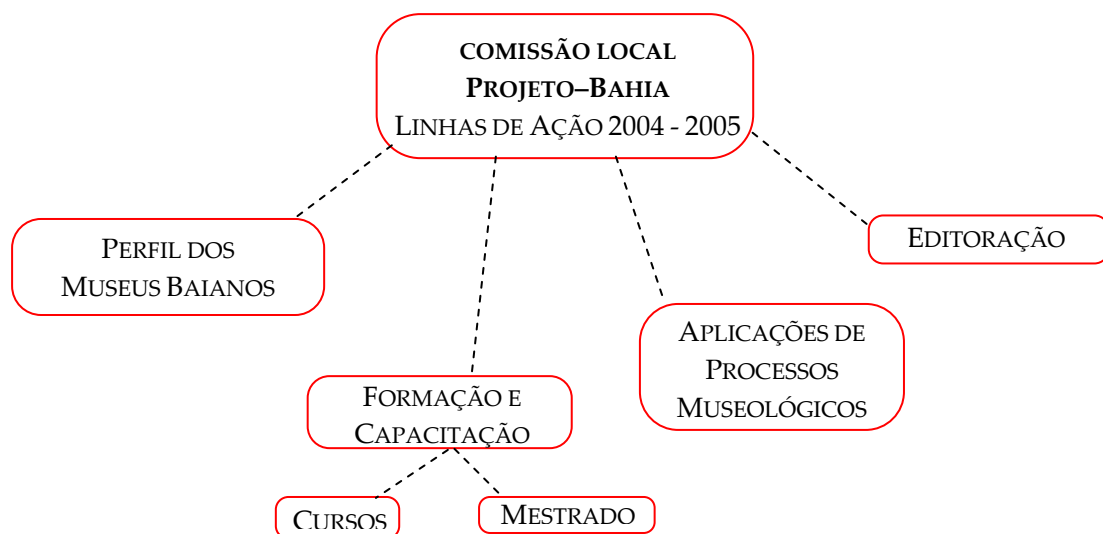 COMISSÃO LOCAL
PROJETO–BAHIA
LINHAS DE AÇÃO 2004 - 2005
PERFIL DOS
MUSEUS BAIANOS
EDITORAÇÃO
APLICAÇÕES DE
PROCESSOS
MUSEOLÓGICOS
FORMAÇÃO E
CAPACITAÇÃO
CURSOS
MESTRADO